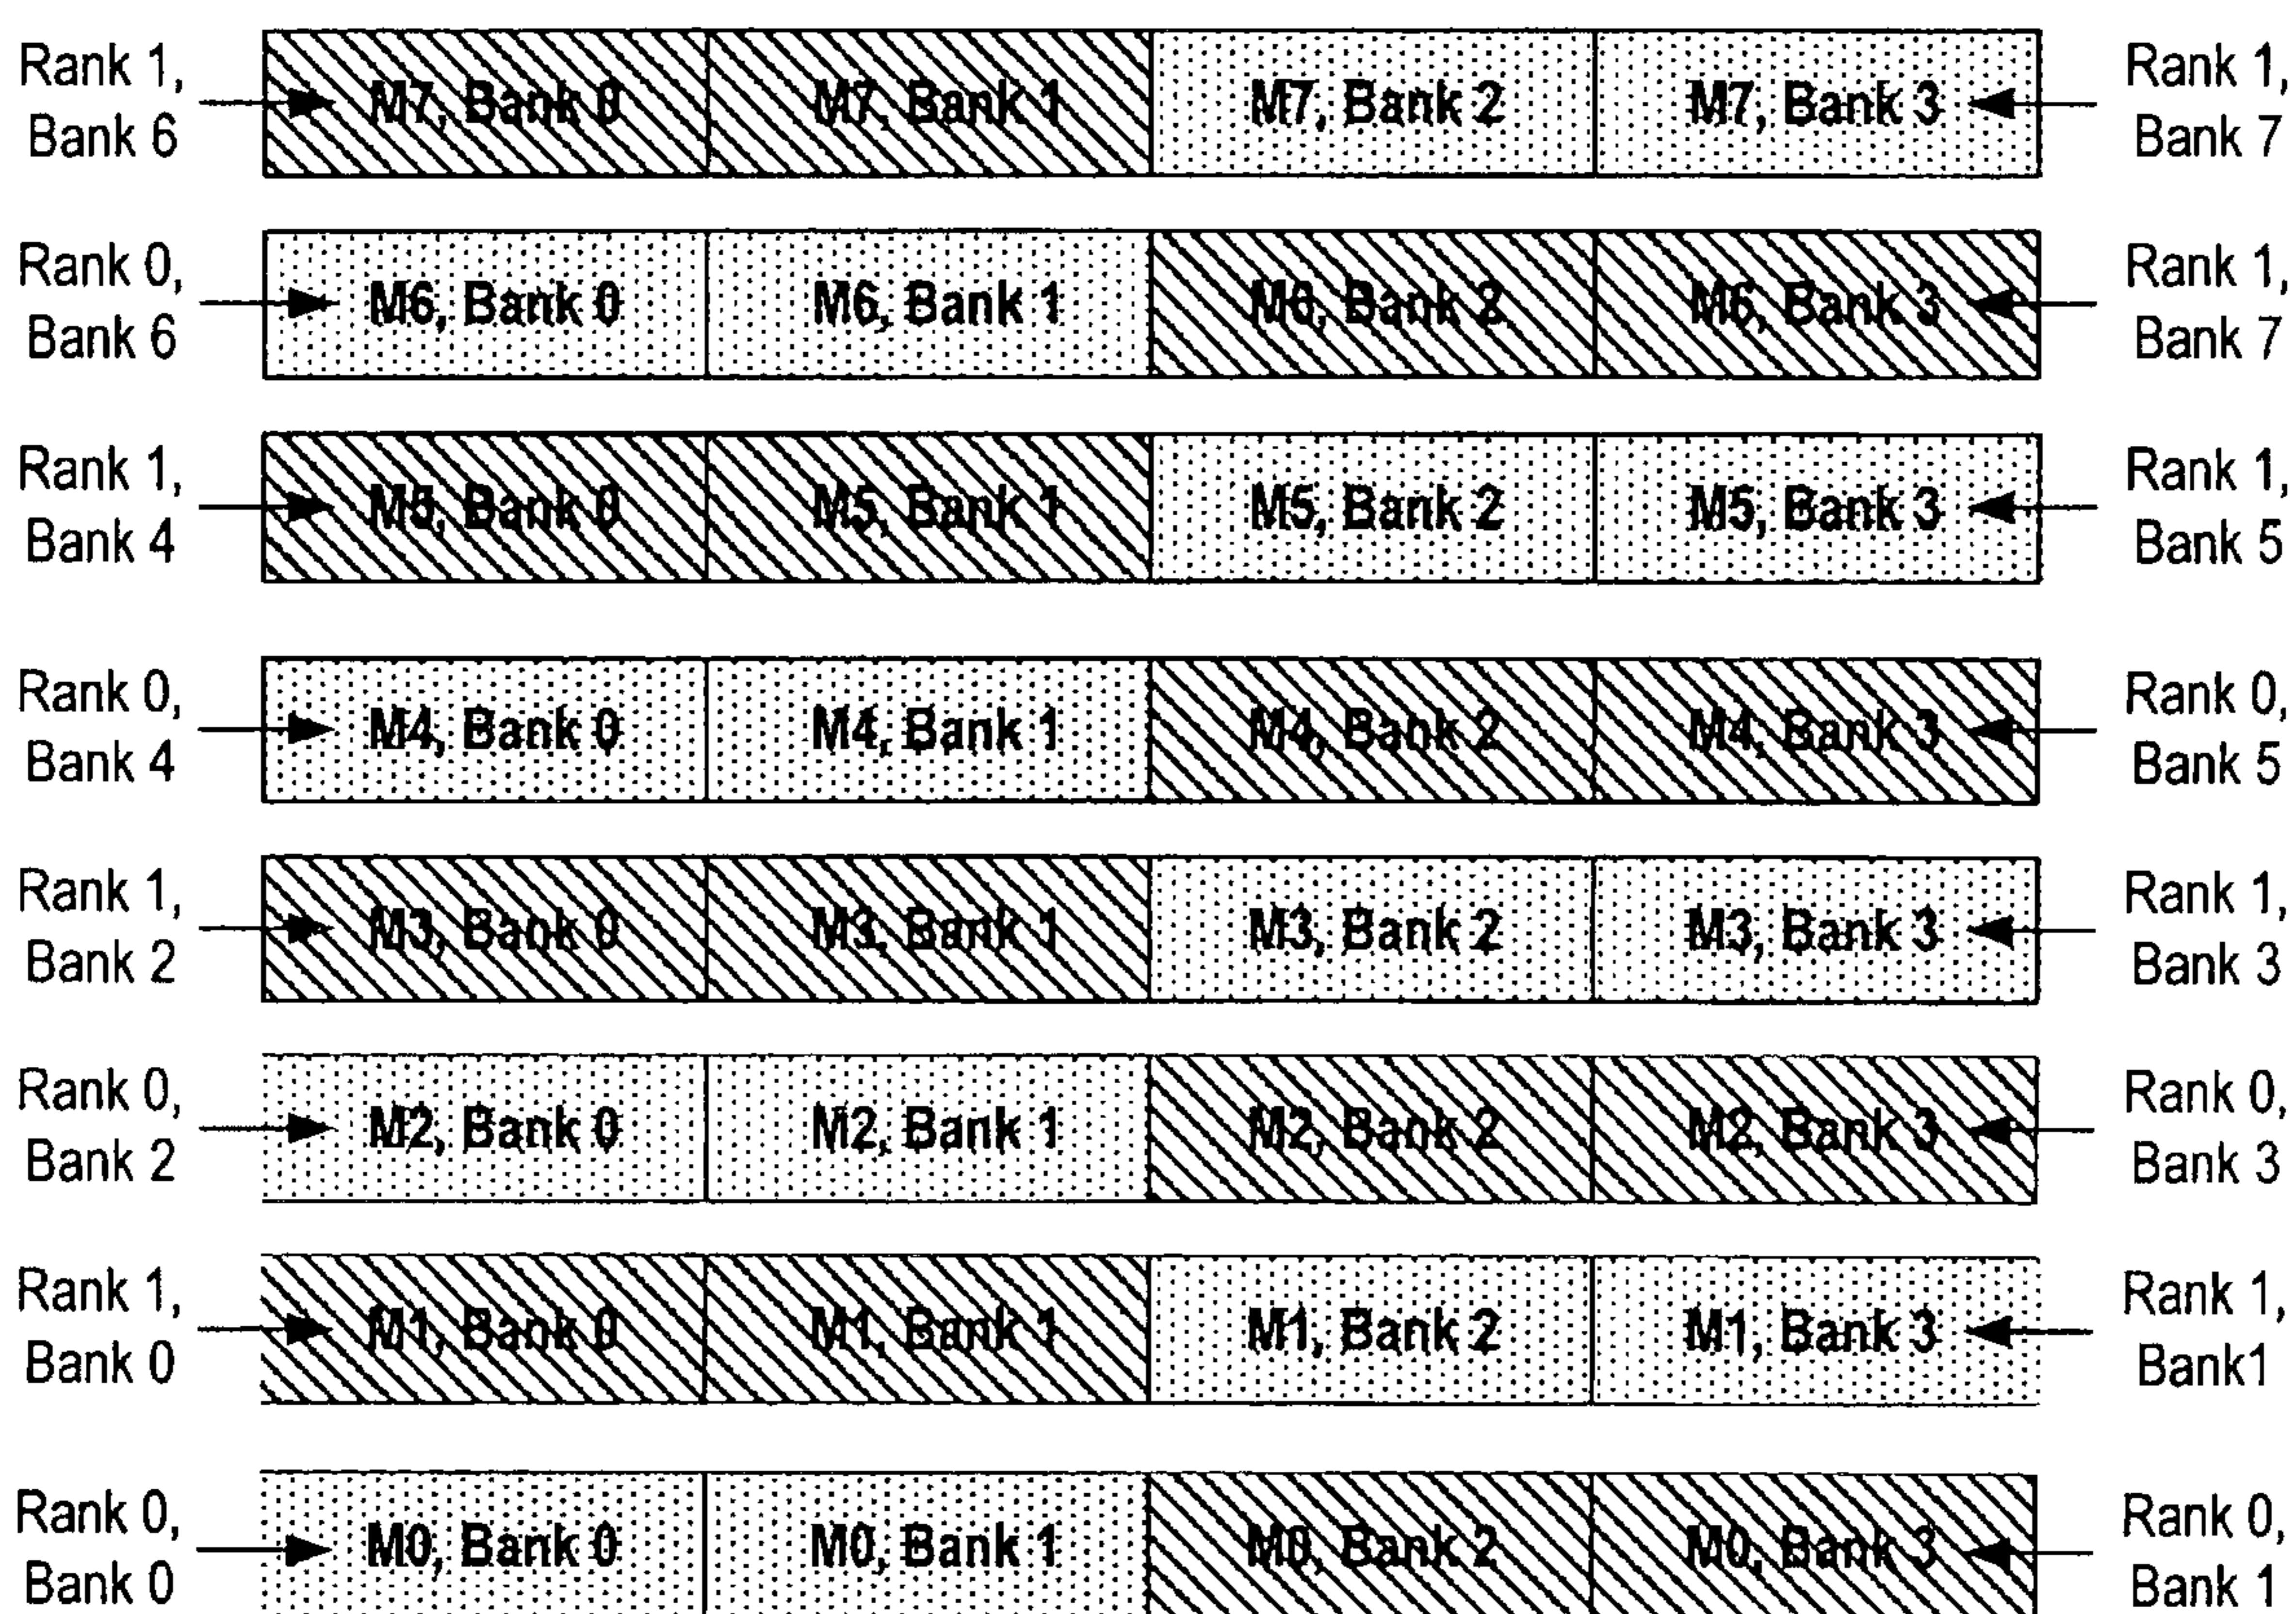 Rank 1,
Bank 6
M7, Bank 0
M7, Bank 1
M7, Bank 2
M7, Bank 3
Rank 1,
Bank 7
Rank 0,
Bank 6
M6, Bank 0
M6, Bank 1
M6, Bank 2
M6, Bank 3
Rank 1,
Bank 7
Rank 1,
Bank 4
M5, Bank 0
M5, Bank 1
M5, Bank 2
M5, Bank 3
Rank 1,
Bank 5
Rank 0,
Bank 4
M4, Bank 0
M4, Bank 1
M4, Bank 2
M4, Bank 3
Rank 0,
Bank 5
Rank 1,
Bank 2
M3, Bank 0
M3, Bank 1
M3, Bank 2
M3, Bank 3
Rank 1,
Bank 3
Rank 0,
Bank 2
M2, Bank 0
M2, Bank 1
M2, Bank 2
M2, Bank 3
Rank 0,
Bank 3
Rank 1,
Bank 0
M1, Bank 0
M1, Bank 1
M1, Bank 2
M1, Bank 3
Rank 1,
Bank1
Rank 0,
Bank 0
M0, Bank 0
M0, Bank 1
M0, Bank 2
M0, Bank 3
Rank 0,
Bank 1